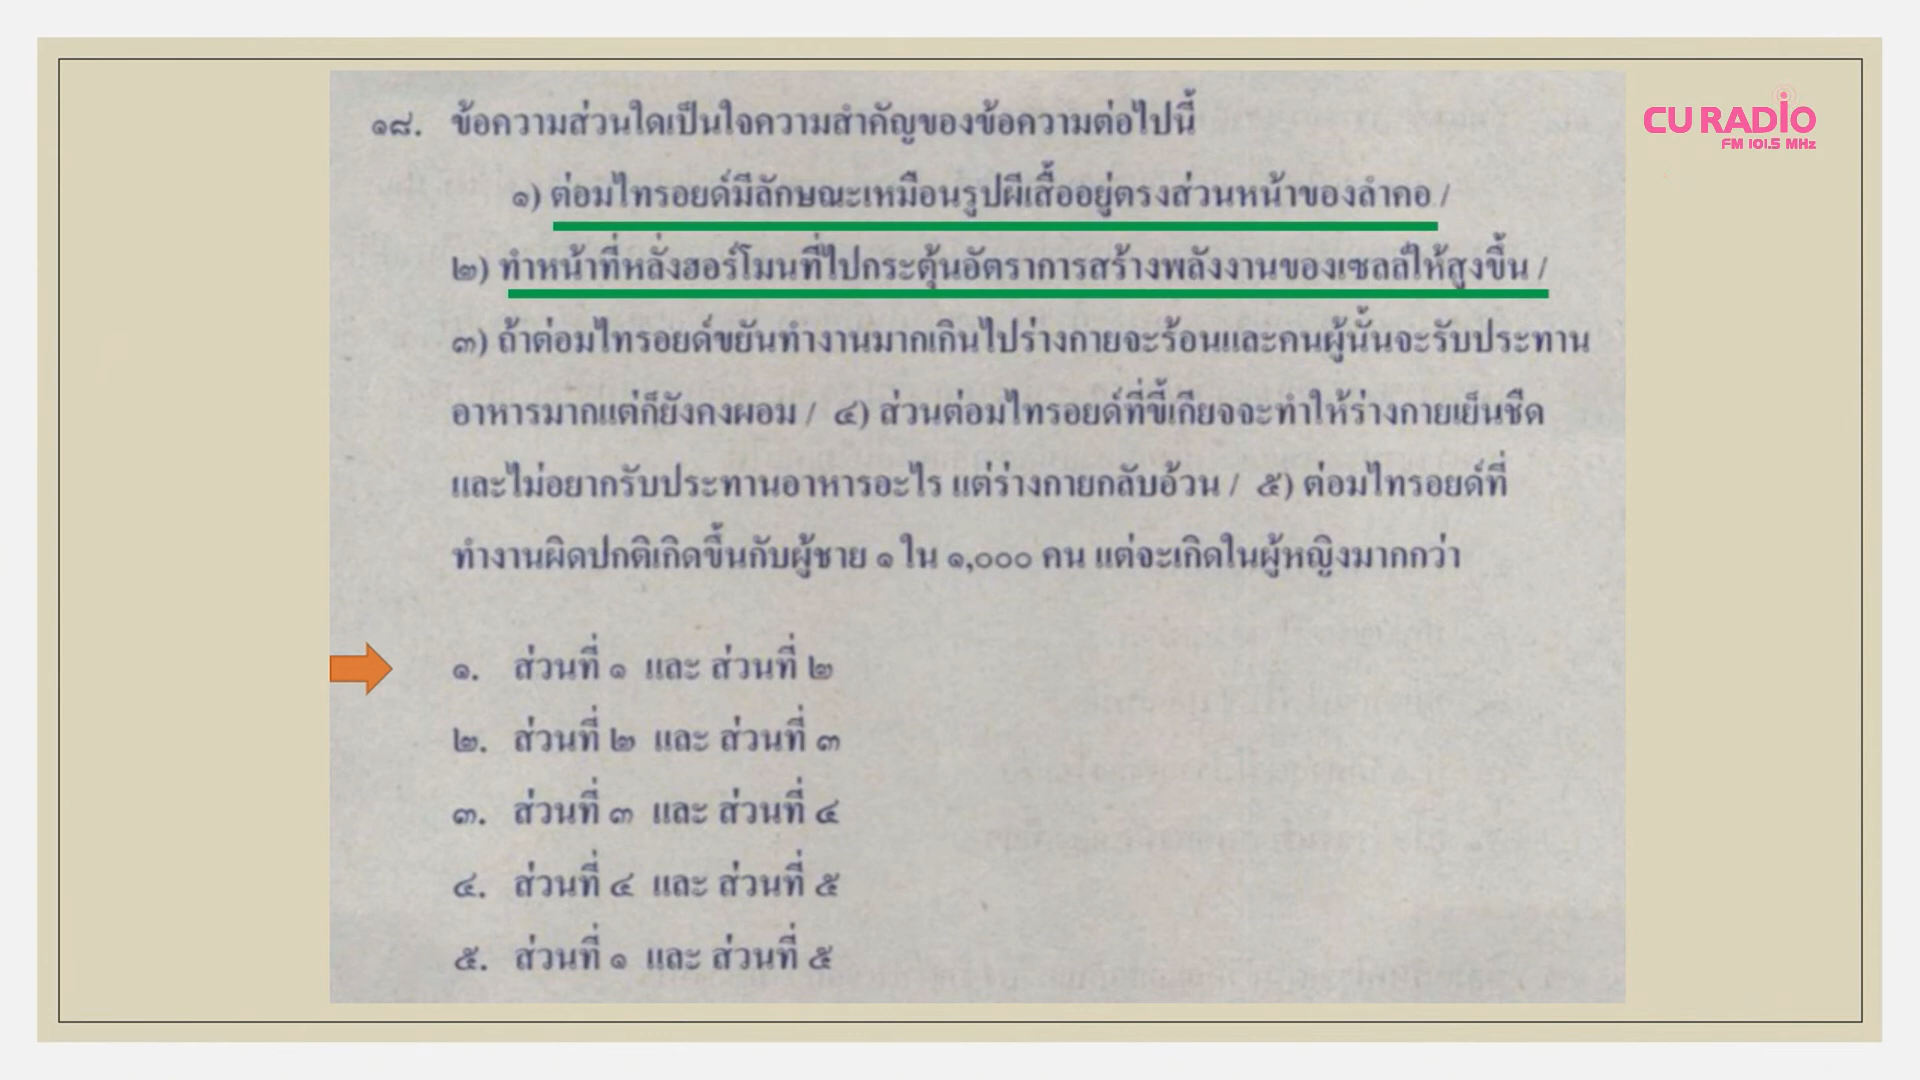 CU RADIO
FM 101.5 MHz
๑๘. ข้อความส่วนใดเป็นใจความสำคัญของข้อความต่อไปนี้
๑) ต่อมไทรอยด์มีลักษณะเหมือนรูปผีเสื้ออยู่ตรงส่วนหน้าของลำคอ /
๒) ทำหน้าที่หลั่งฮอร์โมนที่ไปกระตุ้นอัตราการสร้างพลังงานของเซลล์ให้สูงขึ้น /
๓) ถ้าต่อมไทรอยด์ขยันทำงานมากเกินไปร่างกายจะร้อนและคนผู้นั้นจะรับประทาน
อาหารมากแต่ก็ยังคงผอม / ๔) ส่วนต่อมไทรอยด์ที่ขี้เกียจจะทำให้ร่างกายเย็นชืด
และไม่อยากรับประทานอาหารอะไร แต่ร่างกายกลับอ้วน / ๕) ต่อมไทรอยด์ที่
ทำงานผิดปกติเกิดขึ้นกับผู้ชาย ๑ ใน ๑,๐๐๐ คน แต่จะเกิดในผู้หญิงมากกว่า
๑. ส่วนที่ ๑ และ ส่วนที่ ๒
๒. ส่วนที่ ๒ และ ส่วนที่ ๓
๓. ส่วนที่ ๓ และ ส่วนที่ ๔
๔. ส่วนที่ ๔ และ ส่วนที่ ๕
๕. ส่วนที่ ๑ และ ส่วนที่ ๕